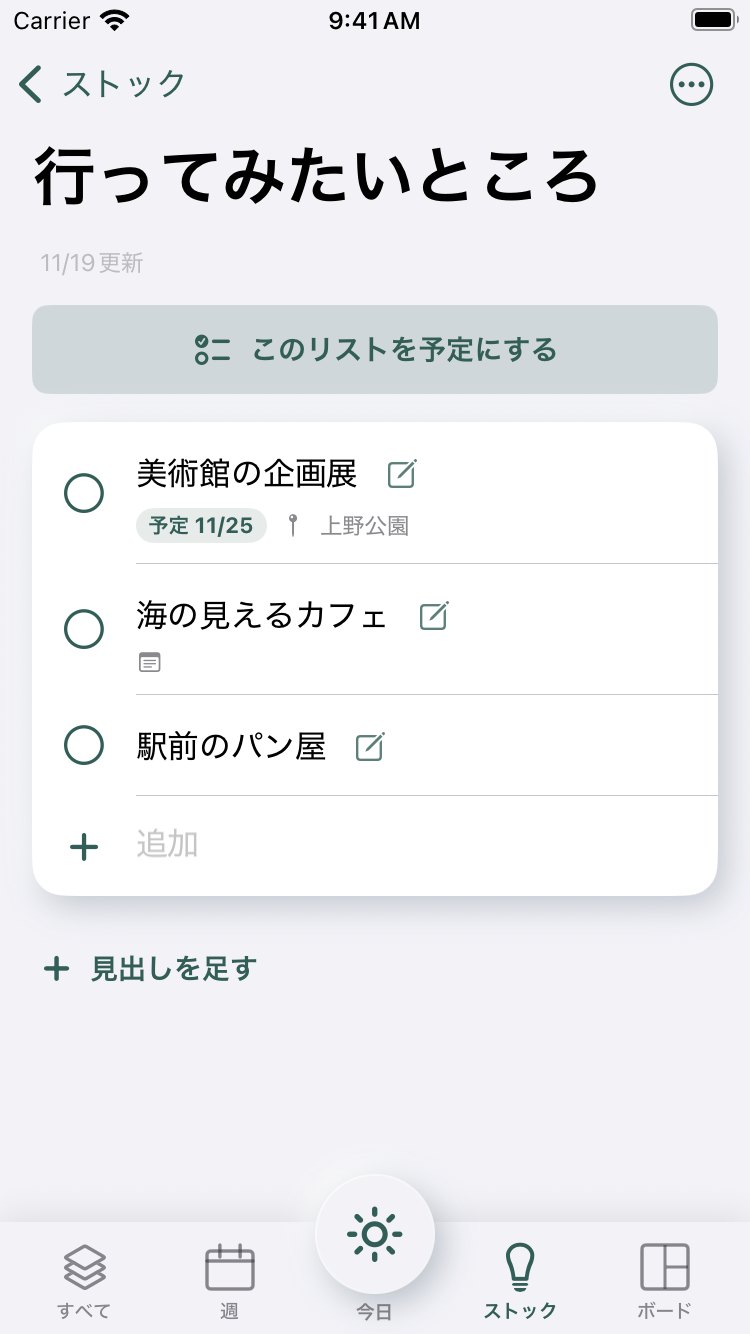 Carrier 9:41 AM
ストック
行ってみたいところ
11/19更新
このリストを予定にする
美術館の企画展
予定 11/25 上野公園
海の見えるカフェ
駅前のパン屋
追加
見出しを足す
すべて 週 今日 ストック ボード